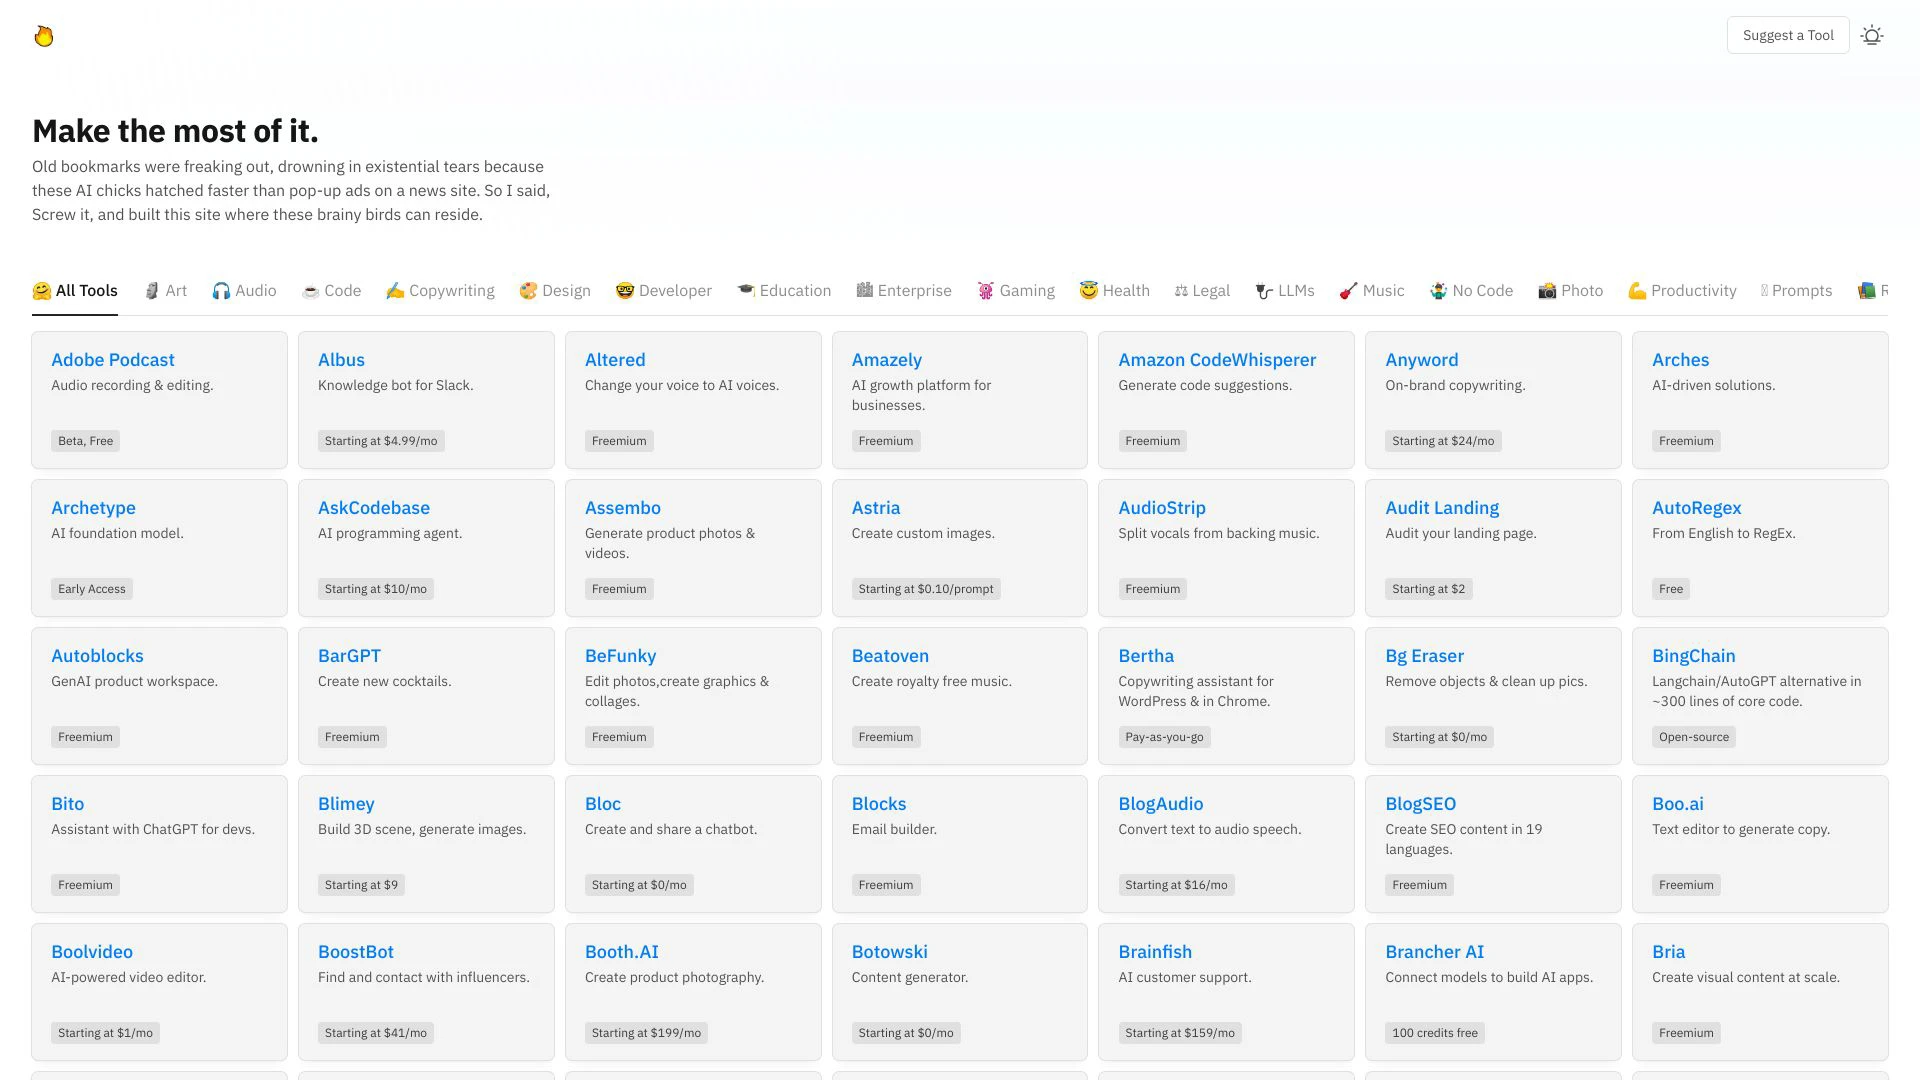 Suggest a Tool
Make the most of it.
Old bookmarks were freaking out, drowning in existential tears because
these AI chicks hatched faster than pop-up ads on a news site. So I said,
Screw it, and built this site where these brainy birds can reside.
🤗 All Tools 🗿 Art 🎧 Audio ☕ Code ✍️ Copywriting 🎨 Design 🤓 Developer 🎓 Education 🏙 Enterprise 👾 Gaming 😇 Health ⚖ Legal LLMs 🎸 Music 🤷‍♂️ No Code 📸 Photo 💪 Productivity Prompts
Adobe Podcast
Audio recording & editing.
Beta, Free
Albus
Knowledge bot for Slack.
Starting at $4.99/mo
Altered
Change your voice to AI voices.
Freemium
Amazely
AI growth platform for
businesses.
Freemium
Amazon CodeWhisperer
Generate code suggestions.
Freemium
Anyword
On-brand copywriting.
Starting at $24/mo
Arches
AI-driven solutions.
Freemium
Archetype
AI foundation model.
Early Access
AskCodebase
AI programming agent.
Starting at $10/mo
Assembo
Generate product photos &
videos.
Freemium
Astria
Create custom images.
Starting at $0.10/prompt
AudioStrip
Split vocals from backing music.
Freemium
Audit Landing
Audit your landing page.
Starting at $2
AutoRegex
From English to RegEx.
Free
Autoblocks
GenAI product workspace.
Freemium
BarGPT
Create new cocktails.
Freemium
BeFunky
Edit photos,create graphics &
collages.
Freemium
Beatoven
Create royalty free music.
Freemium
Bertha
Copywriting assistant for
WordPress & in Chrome.
Pay-as-you-go
Bg Eraser
Remove objects & clean up pics.
Starting at $0/mo
BingChain
Langchain/AutoGPT alternative in
~300 lines of core code.
Open-source
Bito
Assistant with ChatGPT for devs.
Freemium
Blimey
Build 3D scene, generate images.
Starting at $9
Bloc
Create and share a chatbot.
Starting at $0/mo
Blocks
Email builder.
Freemium
BlogAudio
Convert text to audio speech.
Starting at $16/mo
BlogSEO
Create SEO content in 19
languages.
Freemium
Boo.ai
Text editor to generate copy.
Freemium
Boolvideo
AI-powered video editor.
Starting at $1/mo
BoostBot
Find and contact with influencers.
Starting at $41/mo
Booth.AI
Create product photography.
Starting at $199/mo
Botowski
Content generator.
Starting at $0/mo
Brainfish
AI customer support.
Starting at $159/mo
Brancher AI
Connect models to build AI apps.
100 credits free
Bria
Create visual content at scale.
Freemium